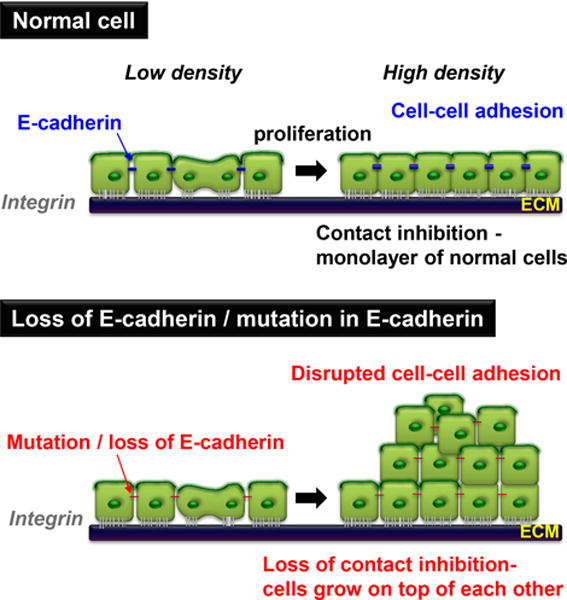 Normal cell
Low density
High density
E-cadherin
proliferation
Cell-cell adhesion
Integrin
ECM
Contact inhibition -
monolayer of normal cells
Loss of E-cadherin / mutation in E-cadherin
Disrupted cell-cell adhesion
Mutation / loss of E-cadherin
Integrin
ECM
Loss of contact inhibition-
cells grow on top of each other